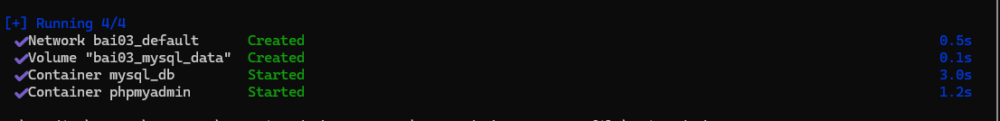 [+] Running 4/4
✔Network bai03_default Created 0.5s
✔Volume "bai03_mysql_data" Created 0.1s
✔Container mysql_db Started 3.0s
✔Container phpmyadmin Started 1.2s